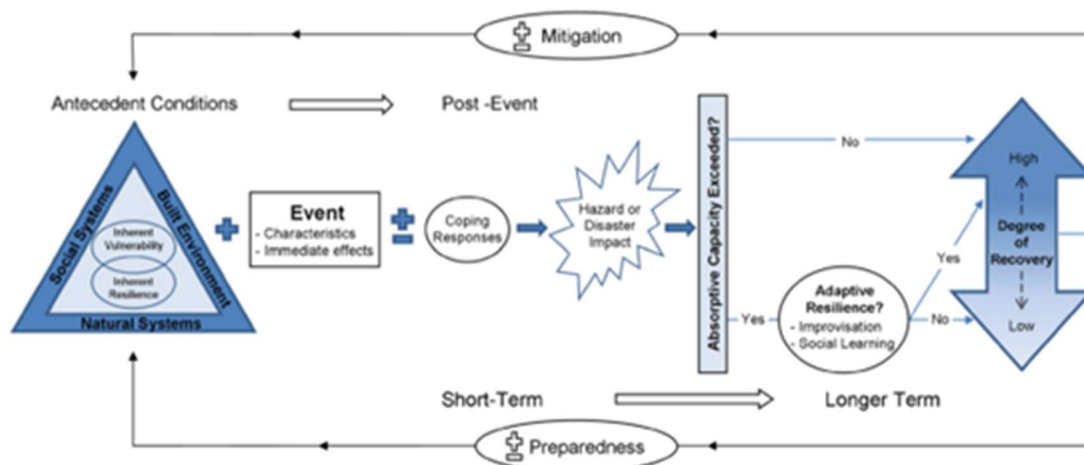 Mitigation
Antecedent Conditions
Post -Event
Social Systems
Built Environment
Natural Systems
Inherent
Vulnerability
Inherent
Resilience
Event
- Characteristics
- Immediate effects
Coping
Responses
Hazard or
Disaster
Impact
Absorptive Capacity Exceeded?
No
Yes
Adaptive
Resilience?
- Improvisation
- Social Learning
Yes
No
High
Degree
of
Recovery
Low
Short-Term
Longer Term
Preparedness